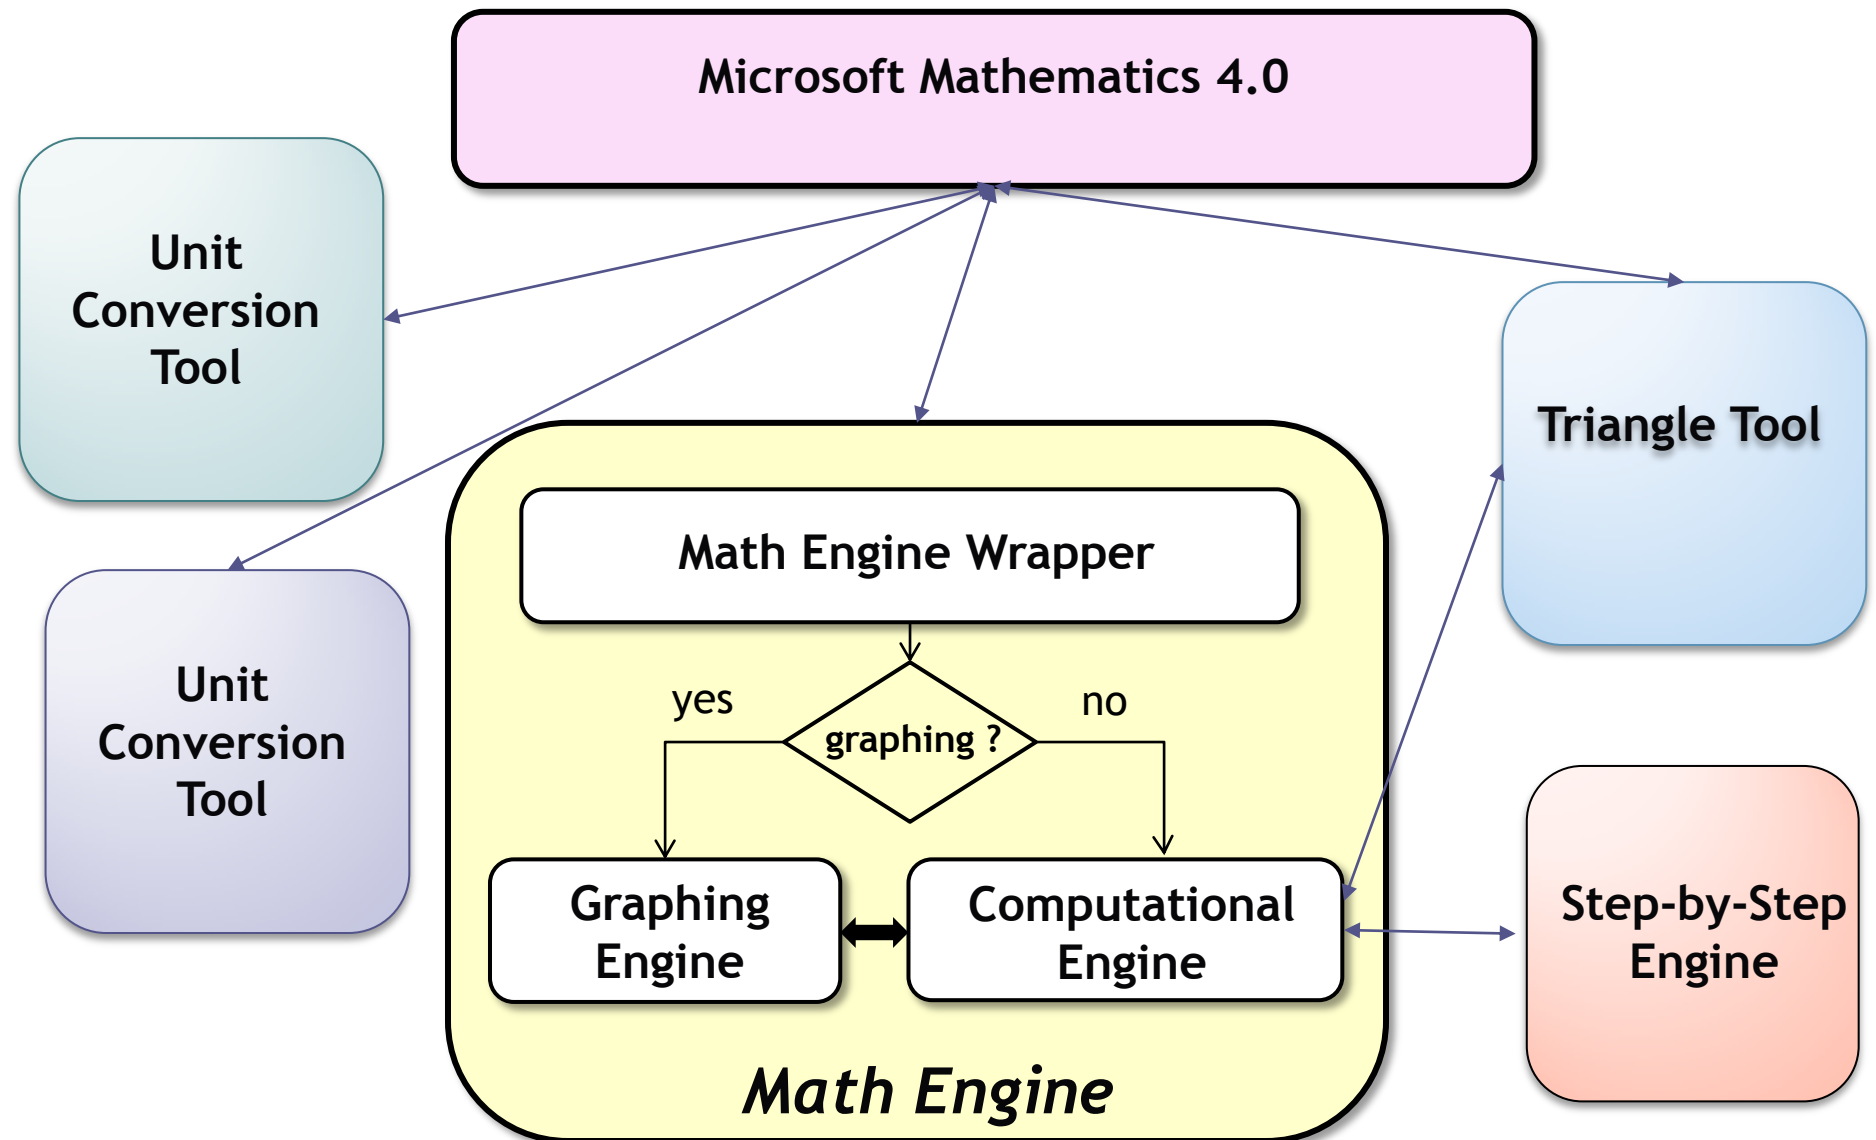 Microsoft Mathematics 4.0
Unit
Conversion
Tool
Triangle Tool
Math Engine Wrapper
Unit
Conversion
Tool
yes
no
graphing ?
Graphing
Engine
Computational
Engine
Step-by-Step
Engine
Math Engine